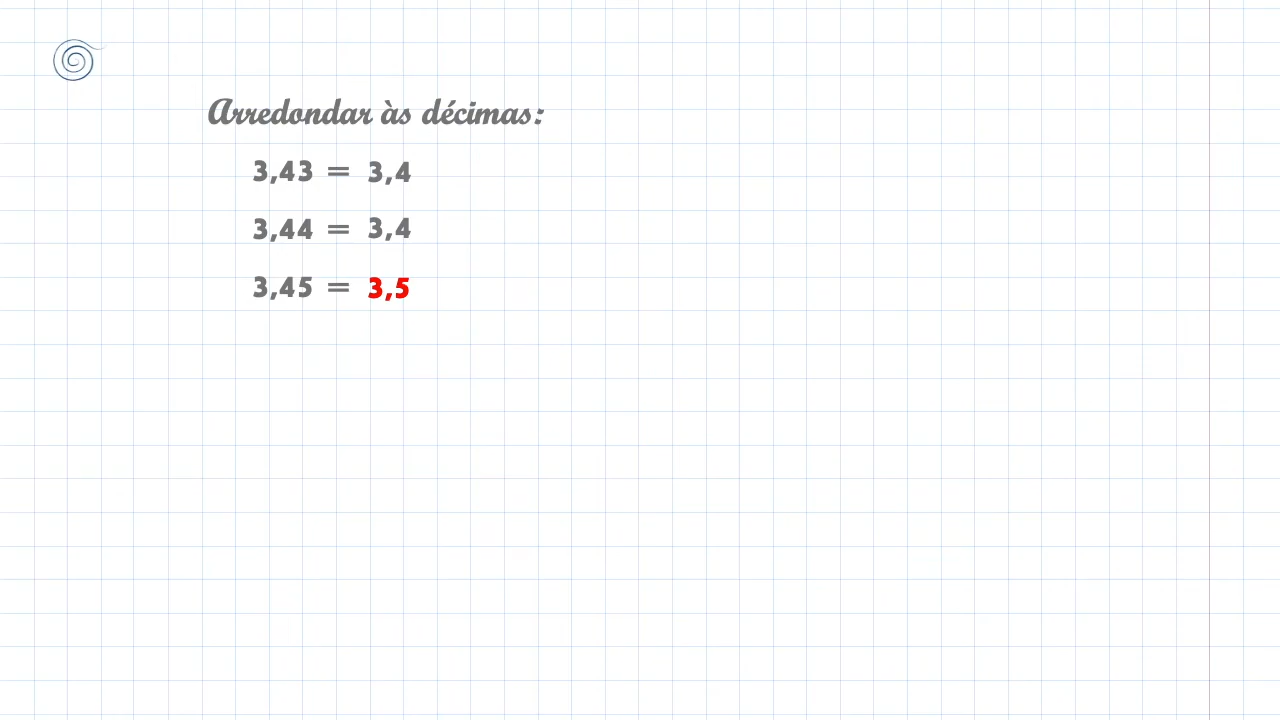 Arredondar às décimas:
3,43 = 3,4
3,44 = 3,4
3,45 = 3,5